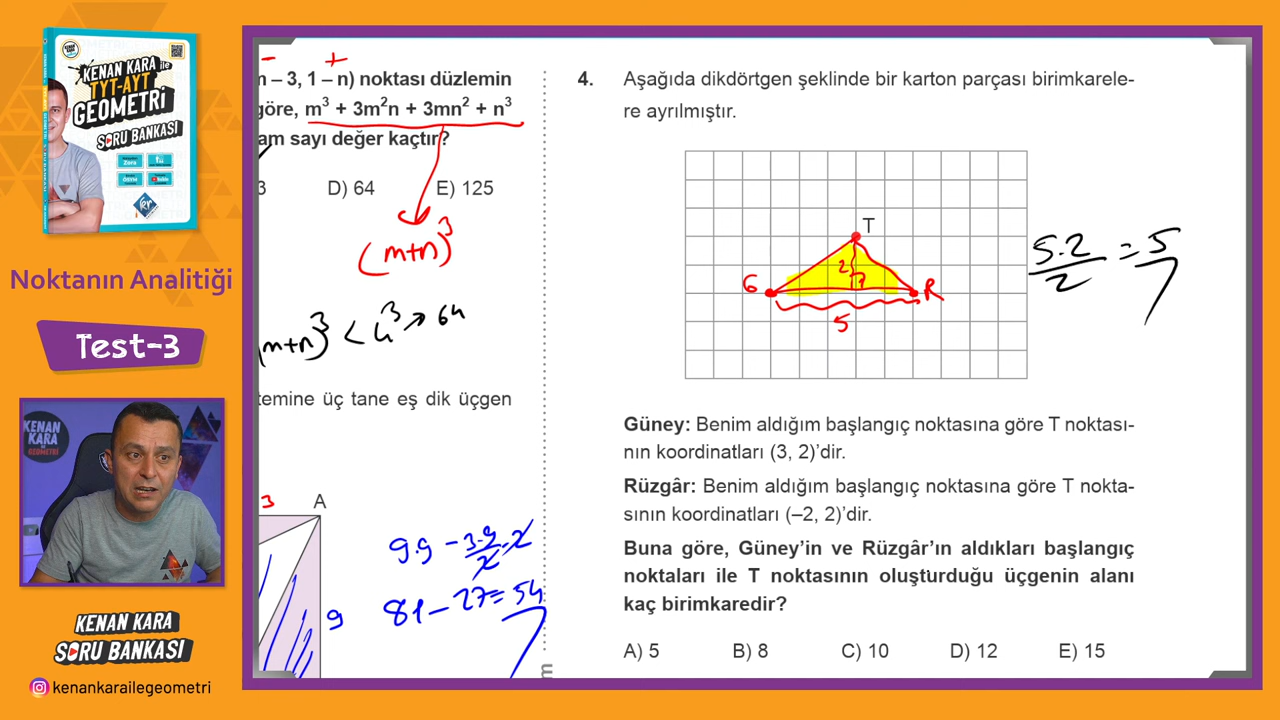 KENAN KARA ile
TYT-AYT
GEOMETRİ
SORU BANKASI
Noktanın Analitiği
Test-3
KENAN
KARA
GEOMETRİ
KENAN KARA
SORU BANKASI
kenankarailegeometri
– +
– 3, 1 – n) noktası düzlemin
göre, m³ + 3m²n + 3mn² + n³
am sayı değer kaçtır?
3 D) 64 E) 125
(m+n)³
(m+n)³ < 4³ → 64
temine üç tane eş dik üçgen
3 A
9
9.9 – 3.9/2 . 2
81 – 27 = 54
4. Aşağıda dikdörtgen şeklinde bir karton parçası birimkarele-
re ayrılmıştır.
T
G 2 R
5
5.2/2 = 5
Güney: Benim aldığım başlangıç noktasına göre T noktası-
nın koordinatları (3, 2)’dir.
Rüzgâr: Benim aldığım başlangıç noktasına göre T nokta-
sının koordinatları (–2, 2)’dir.
Buna göre, Güney’in ve Rüzgâr’ın aldıkları başlangıç
noktaları ile T noktasının oluşturduğu üçgenin alanı
kaç birimkaredir?
A) 5 B) 8 C) 10 D) 12 E) 15